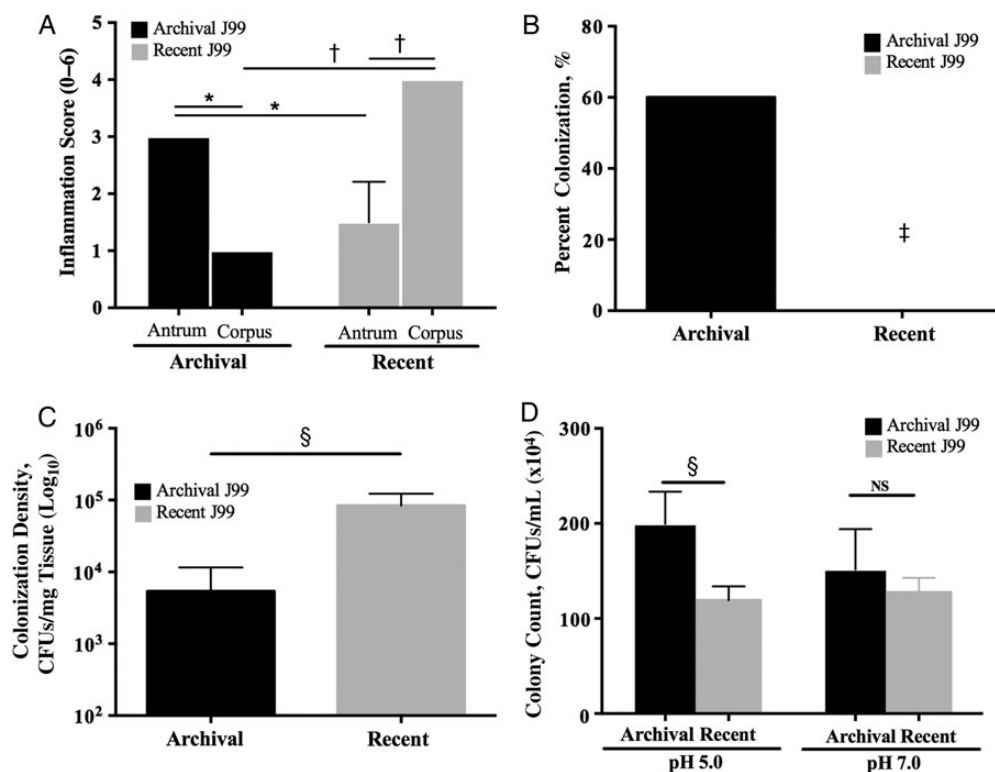 A
Archival J99
Recent J99
†
†
*
*
Inflammation Score (0–6)
5
4
3
2
1
0
Antrum Corpus
Antrum Corpus
Archival
Recent
B
Archival J99
Recent J99
Percent Colonization, %
80
60
40
20
0
‡
Archival
Recent
C
§
Archival J99
Recent J99
Colonization Density,
CFUs/mg Tissue (Log10)
10⁶
10⁵
10⁴
10³
10²
Archival
Recent
D
Archival J99
Recent J99
§
NS
Colony Count, CFUs/mL (x10⁴)
300
200
100
0
Archival Recent
Archival Recent
pH 5.0
pH 7.0